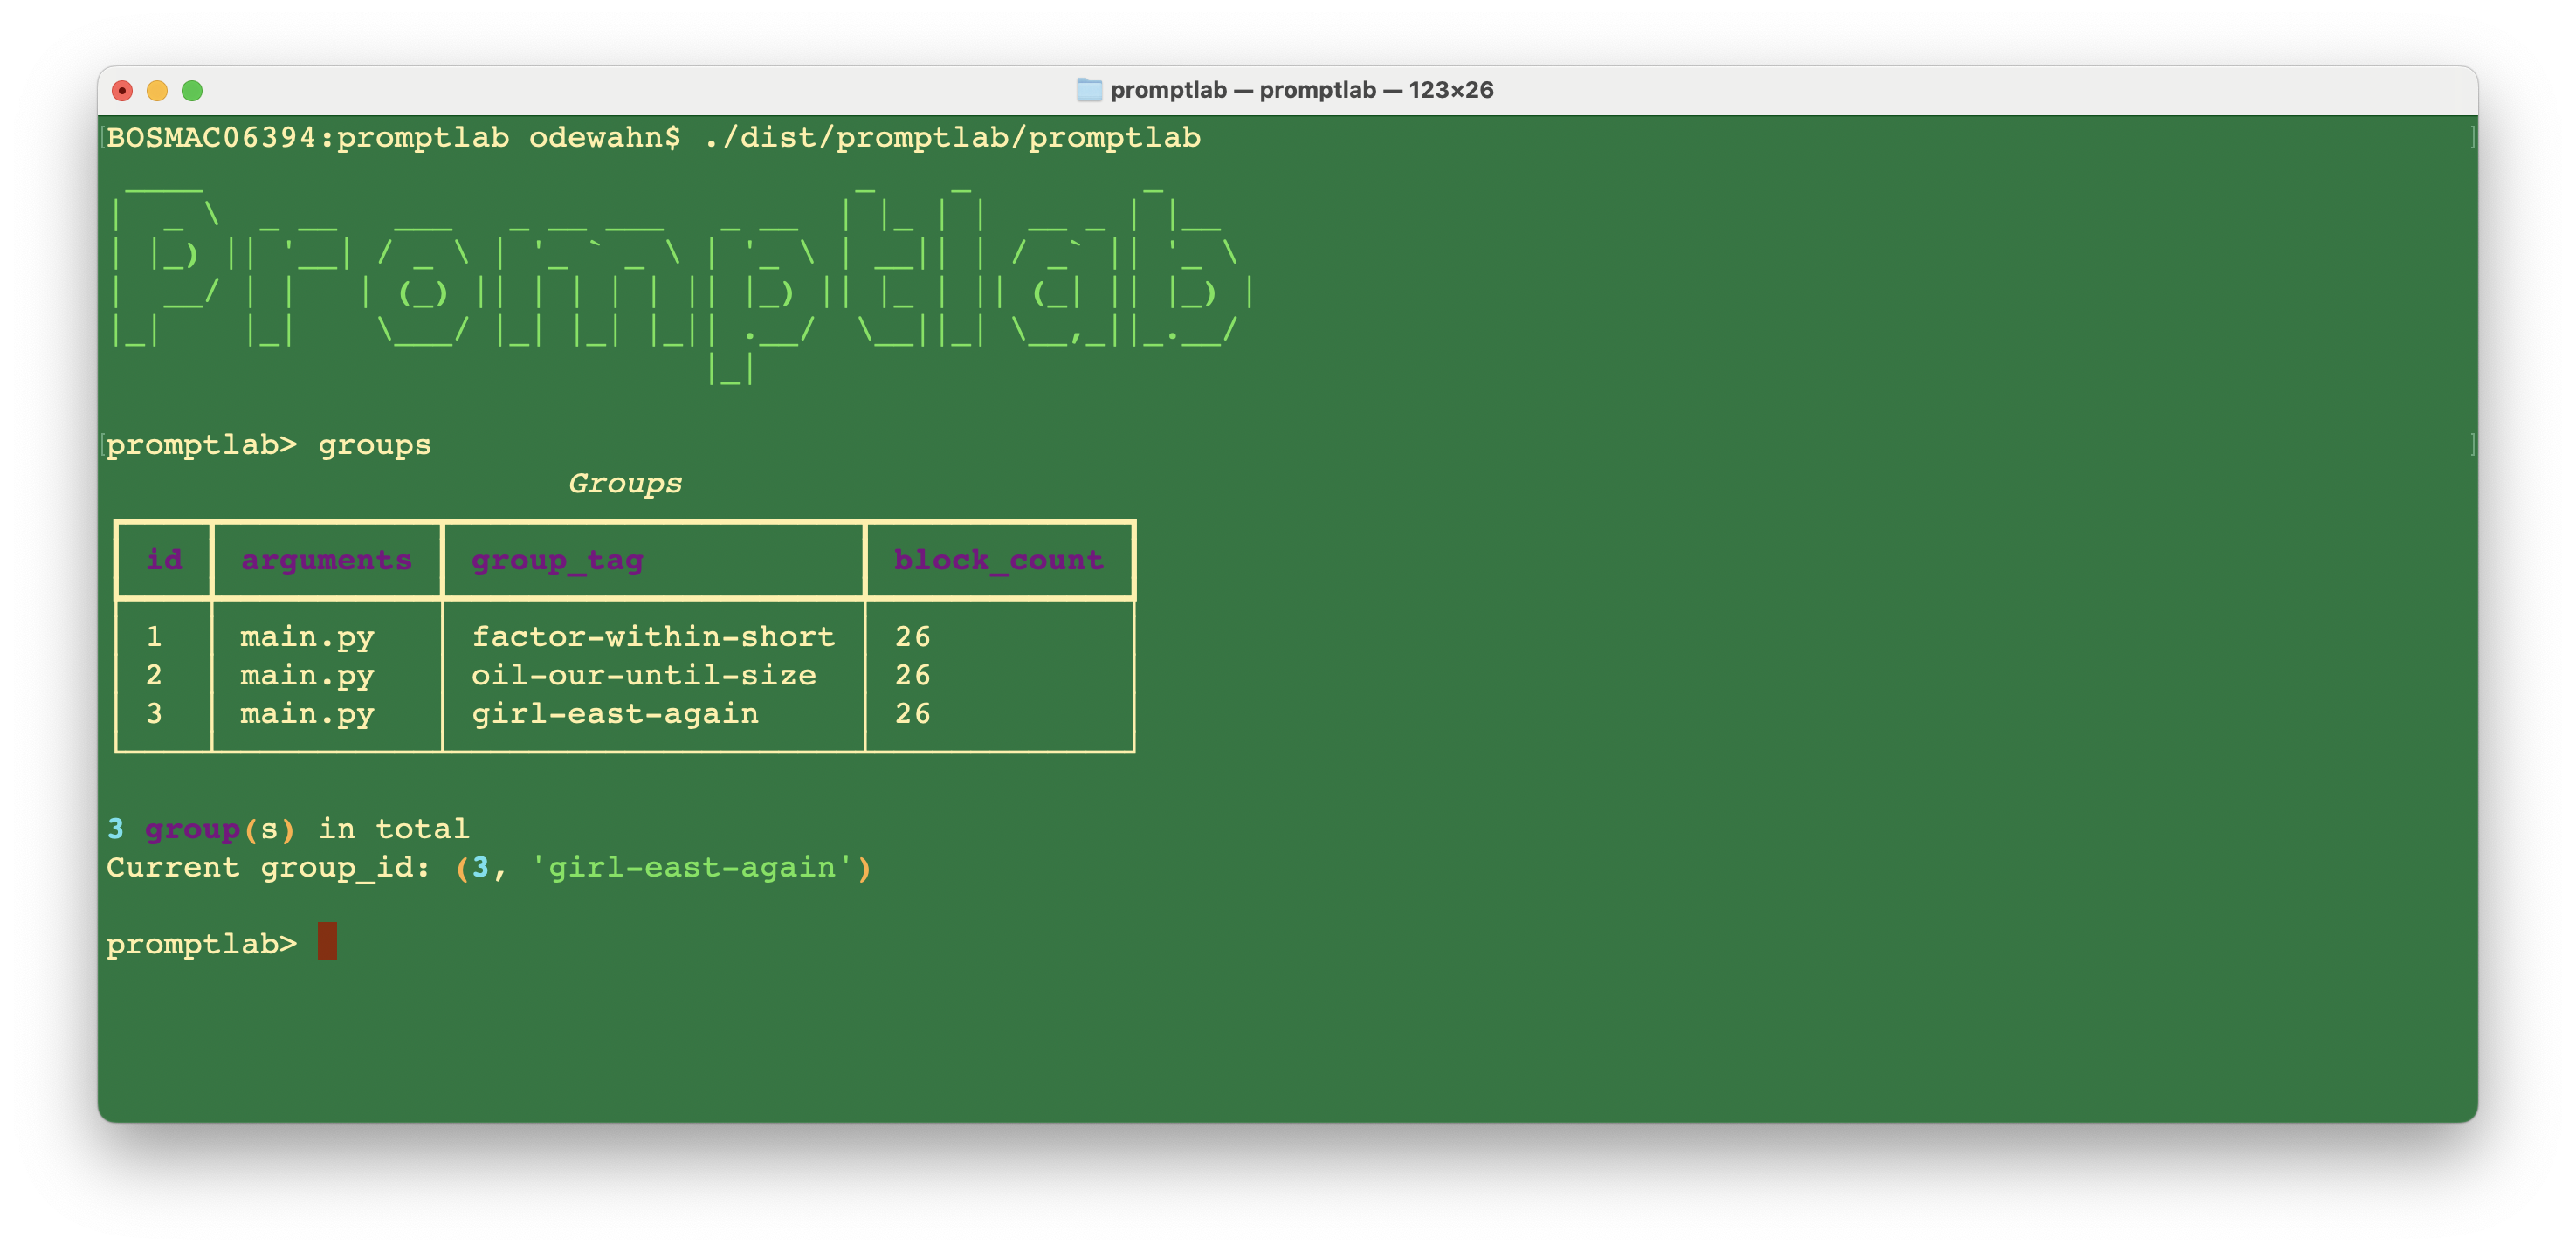 promptlab — promptlab — 123×26
BOSMAC06394:promptlab odewahn$ ./dist/promptlab/promptlab
Promptlab
promptlab> groups
Groups
id arguments group_tag block_count
1 main.py factor-within-short 26
2 main.py oil-our-until-size 26
3 main.py girl-east-again 26
3 group(s) in total
Current group_id: (3, 'girl-east-again')
promptlab>